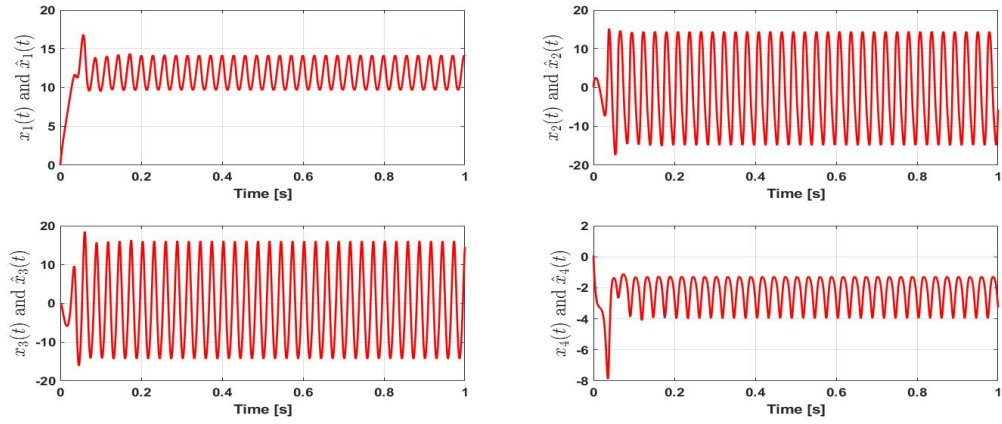 20
15
10
5
0
x₁(t) and x̂₁(t)
0 0.2 0.4 0.6 0.8 1
Time [s]
20
10
0
-10
-20
x₂(t) and x̂₂(t)
0 0.2 0.4 0.6 0.8 1
Time [s]
20
10
0
-10
-20
x₃(t) and x̂₃(t)
0 0.2 0.4 0.6 0.8 1
Time [s]
2
0
-2
-4
-6
-8
x₄(t) and x̂₄(t)
0 0.2 0.4 0.6 0.8 1
Time [s]